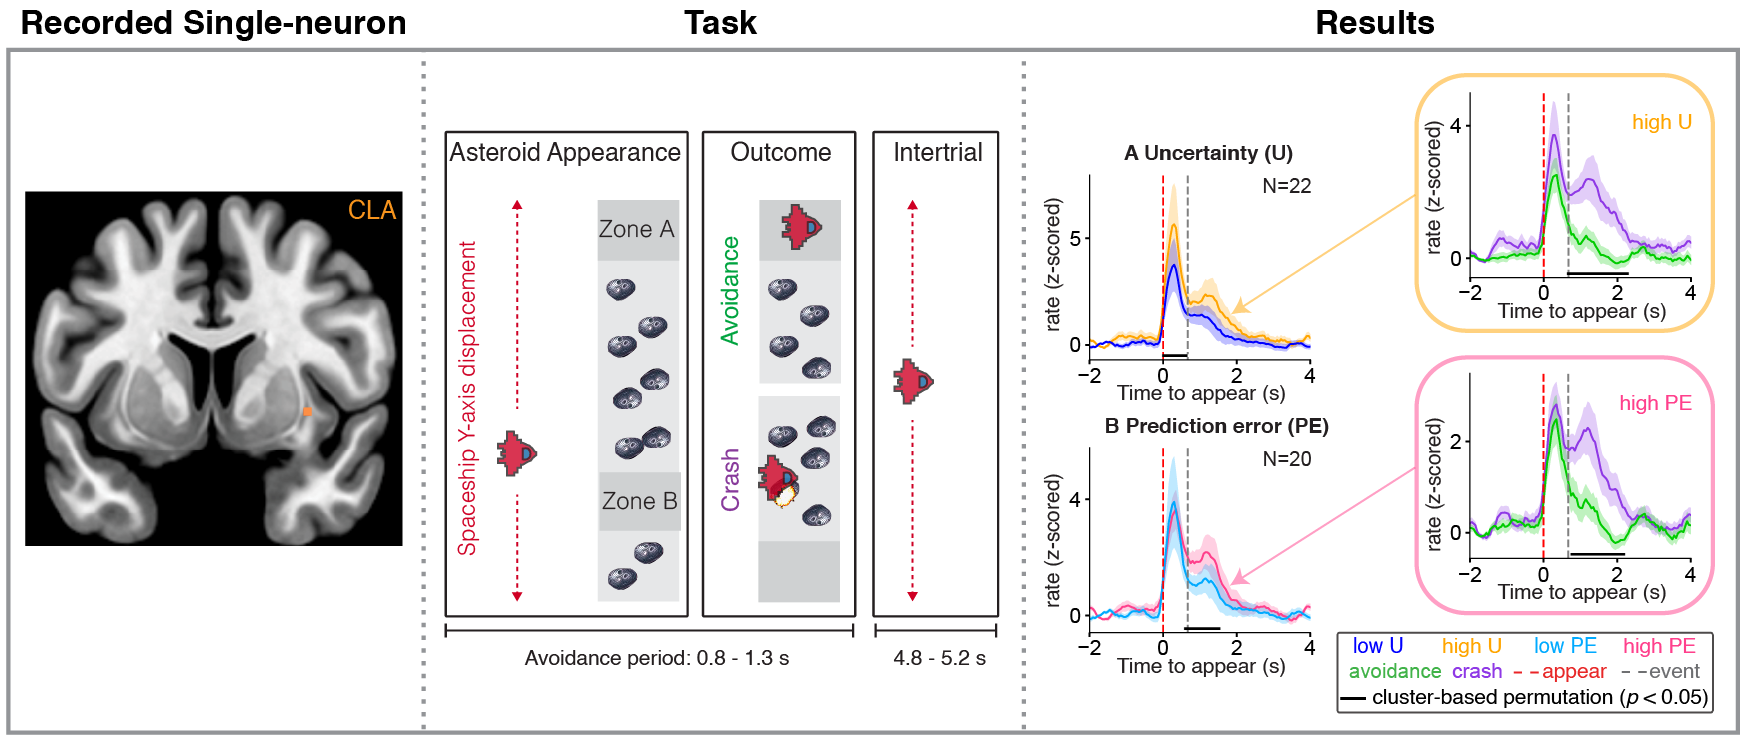 Recorded Single-neuron
Task
Results
CLA
Asteroid Appearance
Spaceship Y-axis displacement
Zone A
Zone B
Outcome
Avoidance
Crash
Intertrial
Avoidance period: 0.8 - 1.3 s
4.8 - 5.2 s
A Uncertainty (U)
N=22
rate (z-scored)
5
0
−2 0 2 4
Time to appear (s)
high U
rate (z-scored)
4
0
−2 0 2 4
Time to appear (s)
B Prediction error (PE)
N=20
rate (z-scored)
4
0
−2 0 2 4
Time to appear (s)
high PE
rate (z-scored)
2
0
−2 0 2 4
Time to appear (s)
low U high U low PE high PE
avoidance crash appear event
cluster-based permutation (p < 0.05)